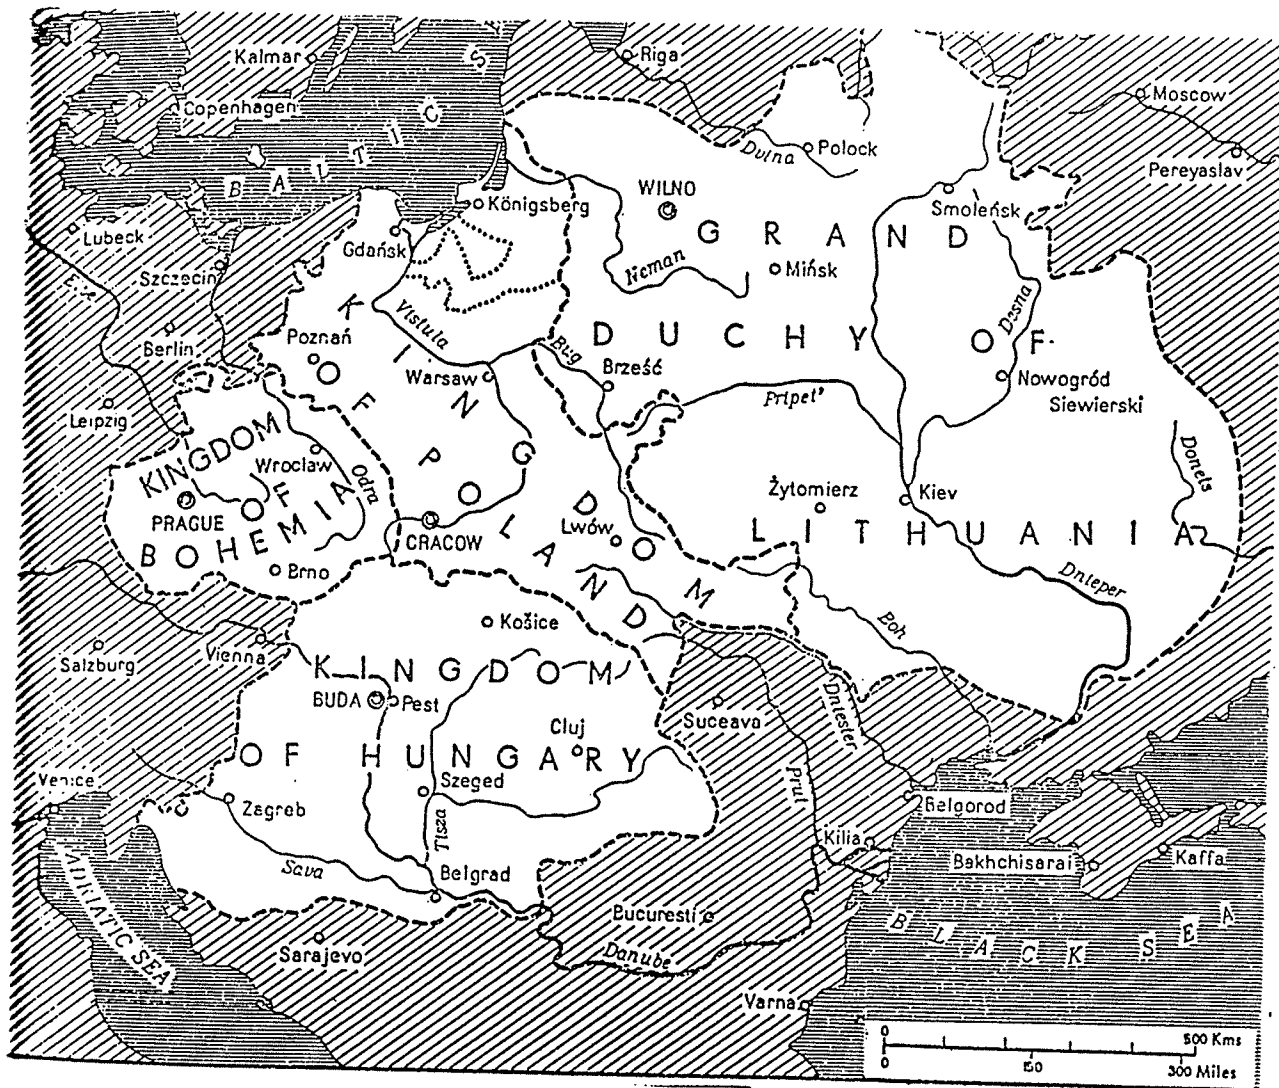 Kalmar
Riga
Moscow
Copenhagen
BALTIC S
Dvina
Polock
Pereyaslav
WILNO
Königsberg
Smoleńsk
Lubeck
Gdańsk
GRAND
Szczecin
Neman
Mińsk
Desna
Vistula
DUCHY
OF
Berlin
Poznań
Bug
Warsaw
Brześć
Nowogród
Siewierski
KINGDOM
OF
POLAND
Pripet'
Leipzig
KINGDOM
OF
BOHEMIA
Wroclaw
Odra
PRAGUE
Donets
Żytomierz
Kiev
CRACOW
Lwów
DOM
LITHUANIA
Brno
Dnieper
Boh
Košice
Salzburg
Vienna
KINGDOM
BUDA
Pest
Suceava
Dniester
Cluj
OF HUNGARY
Venice
Szeged
Prut
Zagreb
Tisza
Belgorod
Kilia
Bakhchisarai
Kaffa
Sava
Belgrad
ADRIATIC SEA
Bucuresti
BLACK SEA
Sarajevo
Danube
Varna
0
500 Kms
0
150
300 Miles